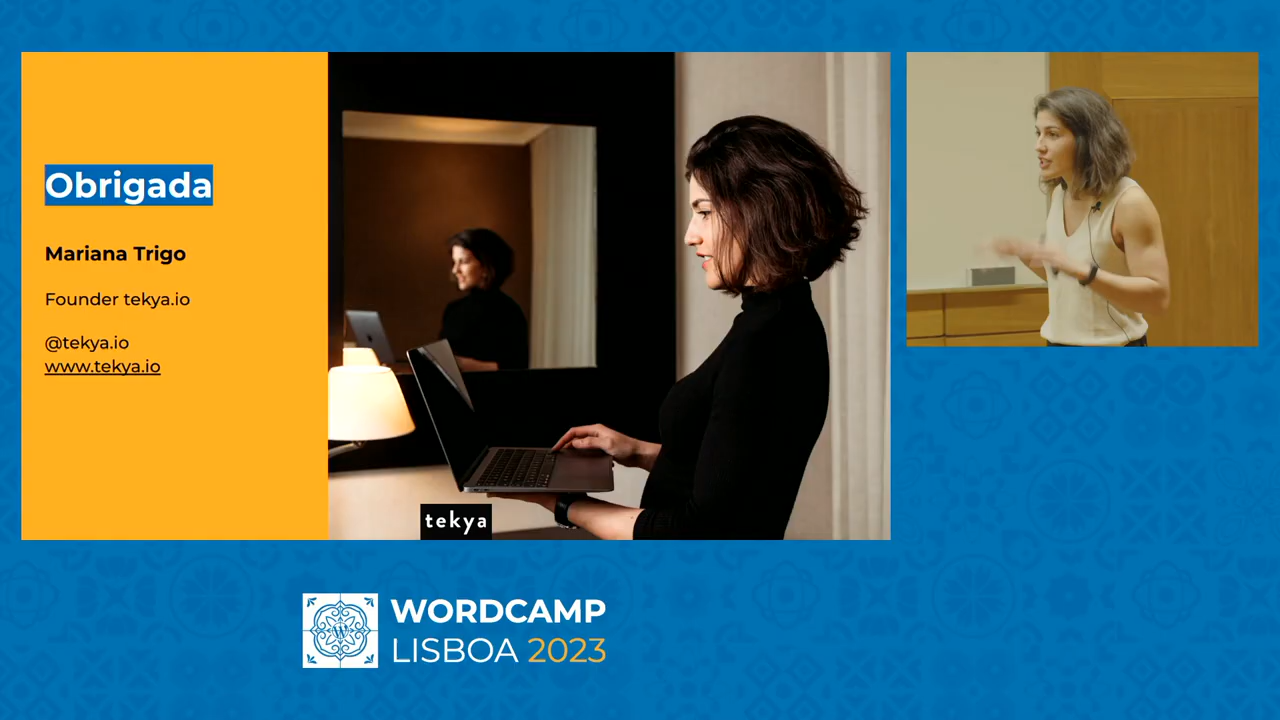 Obrigada
Mariana Trigo
Founder tekya.io
@tekya.io
www.tekya.io
tekya
WORDCAMP
LISBOA 2023